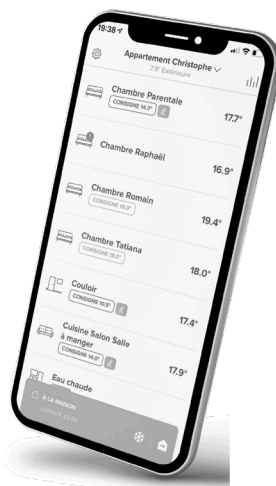 19:38
Appartement Christophe
7.9° Extérieure
Chambre Parentale
CONSIGNE 14.0°
17.7°
Chambre Raphaël
16.9°
Chambre Romain
CONSIGNE 18.0°
19.4°
Chambre Tatiana
CONSIGNE 18.0°
18.0°
Couloir
CONSIGNE 10.5°
17.4°
Cuisine Salon Salle
à manger
CONSIGNE 14.0°
17.9°
Eau chaude
À LA MAISON